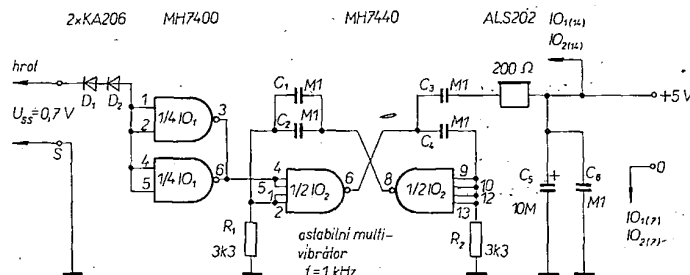 2xKA206 MH7400 MH7440 ALS202
IO1(14)
IO2(14)
200 Ω
+5 V
hrot
D1 D2
U_SS=0,7 V
S
1
2
3
1/4 IO1
4
5
6
1/4 IO1
C1 M1
C2 M1
C3 M1
C4 M1
4
5
1
2
6
1/2 IO2
8
1/2 IO2
9
10
12
13
R1
3k3
R2
3k3
astabilní multi-
vibrátor
f=1 kHz
C5 +
10M
C6
M1
0
IO1(7)
IO2(7)